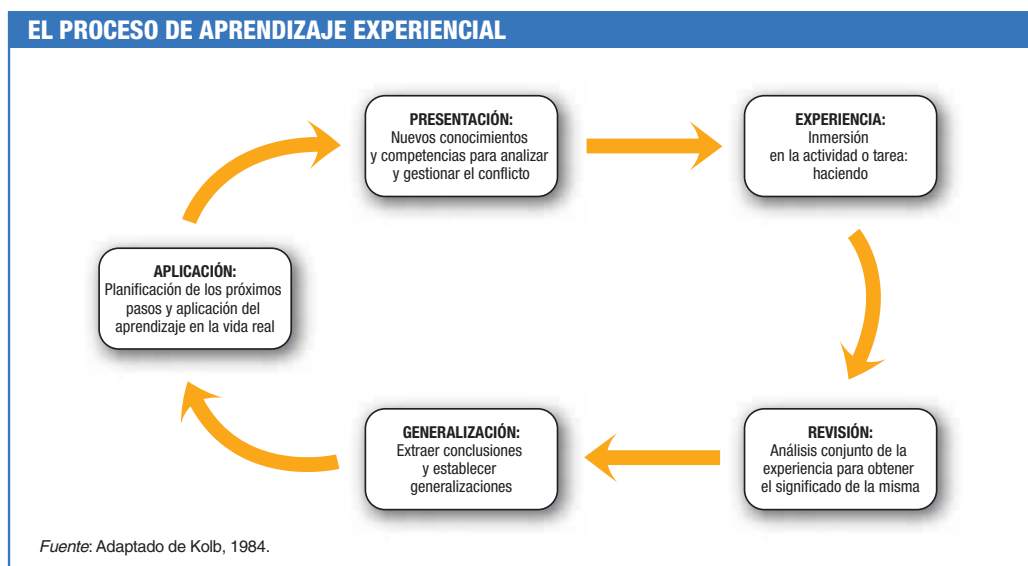 EL PROCESO DE APRENDIZAJE EXPERIENCIAL
PRESENTACIÓN:
Nuevos conocimientos
y competencias para analizar
y gestionar el conflicto
EXPERIENCIA:
Inmersión
en la actividad o tarea:
haciendo
REVISIÓN:
Análisis conjunto de la
experiencia para obtener
el significado de la misma
GENERALIZACIÓN:
Extraer conclusiones
y establecer
generalizaciones
APLICACIÓN:
Planificación de los próximos
pasos y aplicación del
aprendizaje en la vida real
Fuente: Adaptado de Kolb, 1984.